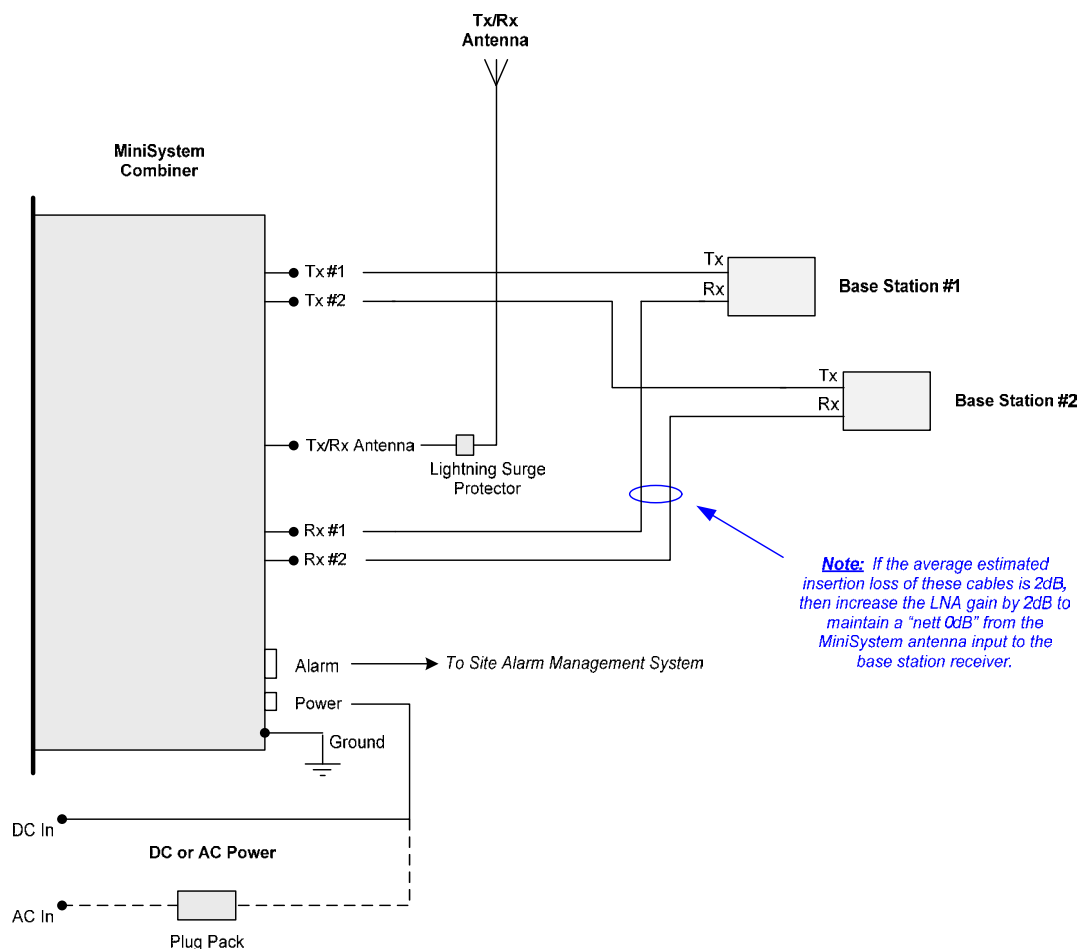 Tx/Rx
Antenna
MiniSystem
Combiner
Tx #1
Tx #2
Tx
Rx
Base Station #1
Tx
Rx
Base Station #2
Tx/Rx Antenna
Lightning Surge
Protector
Rx #1
Rx #2
Note: If the average estimated
insertion loss of these cables is 2dB,
then increase the LNA gain by 2dB to
maintain a “nett 0dB” from the
MiniSystem antenna input to the
base station receiver.
Alarm
To Site Alarm Management System
Power
Ground
DC In
DC or AC Power
AC In
Plug Pack